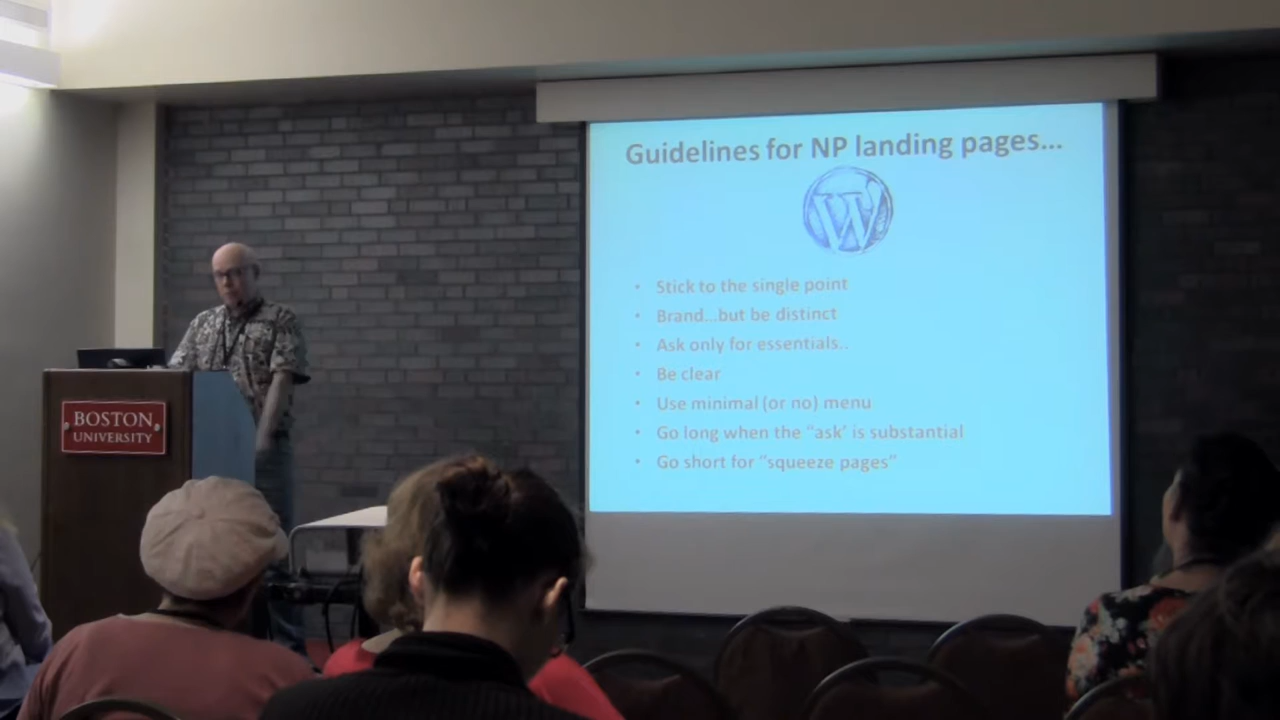 Guidelines for NP landing pages...
W
• Stick to the single point
• Brand...but be distinct
• Ask only for essentials..
• Be clear
• Use minimal (or no) menu
• Go long when the "ask' is substantial
• Go short for "squeeze pages"
BOSTON
UNIVERSITY